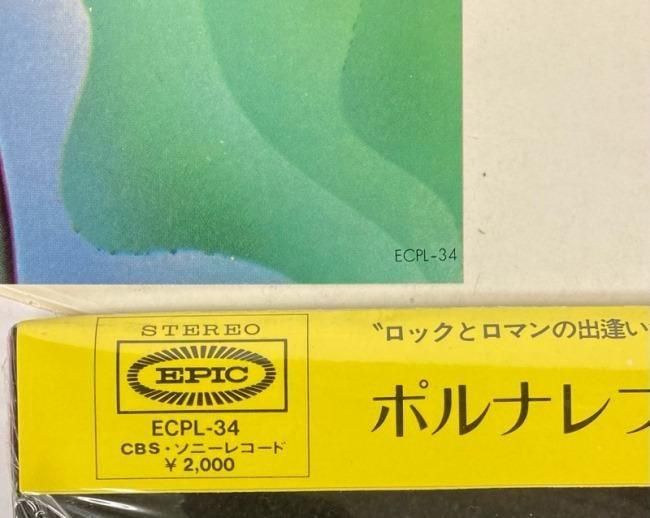 ECPL-34
STEREO
EPIC
ECPL-34
CBS・ソニーレコード
¥ 2,000
〝ロックとロマンの出逢い
ポルナレフ